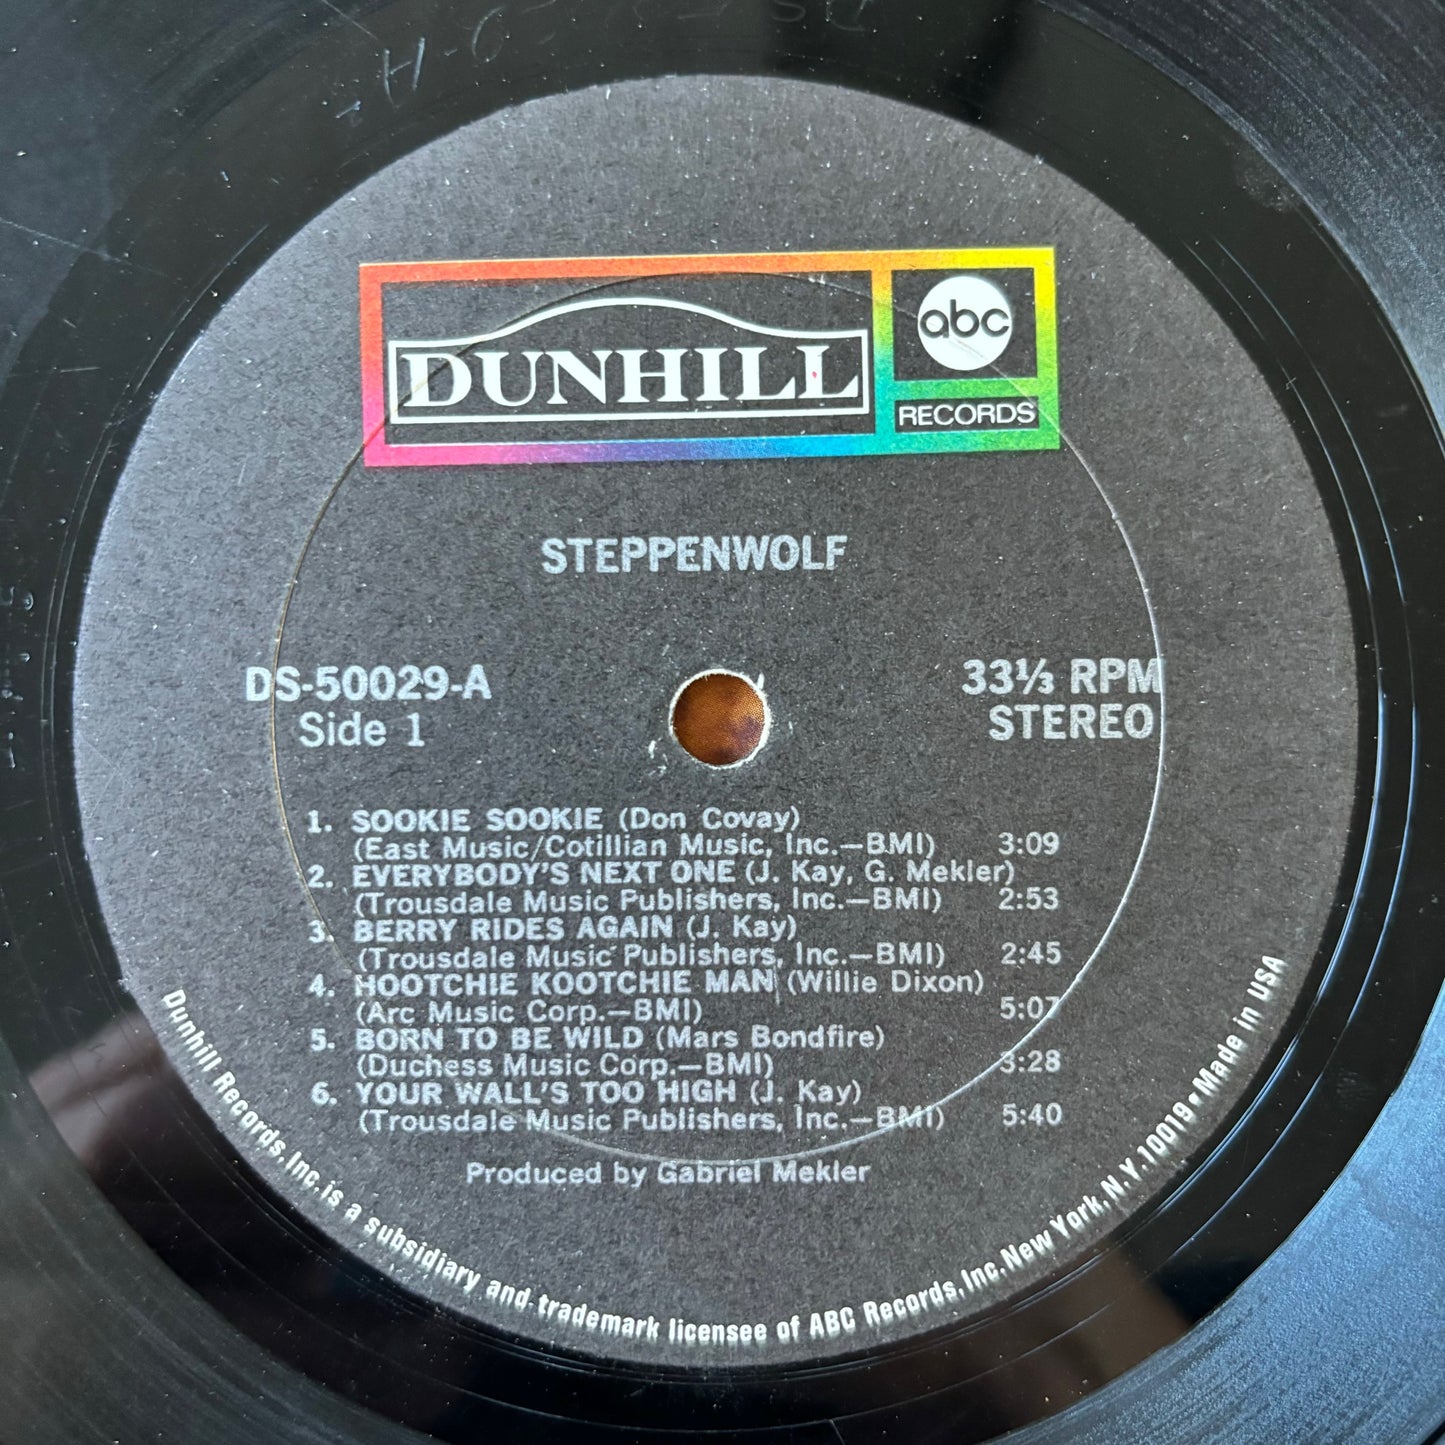 DUNHILL
abc
RECORDS
STEPPENWOLF
DS-50029-A
Side 1
33⅓ RPM
STEREO
1. SOOKIE SOOKIE (Don Covay)
(East Music/Cotillian Music, Inc.—BMI) 3:09
2. EVERYBODY'S NEXT ONE (J. Kay, G. Mekler)
(Trousdale Music Publishers, Inc.—BMI) 2:53
3. BERRY RIDES AGAIN (J. Kay)
(Trousdale Music Publishers, Inc.—BMI) 2:45
4. HOOTCHIE KOOTCHIE MAN (Willie Dixon)
(Arc Music Corp.—BMI) 5:07
5. BORN TO BE WILD (Mars Bondfire)
(Duchess Music Corp.—BMI) 3:28
6. YOUR WALL'S TOO HIGH (J. Kay)
(Trousdale Music Publishers, Inc.—BMI) 5:40
Produced by Gabriel Mekler
Dunhill Records, Inc. is a subsidiary and trademark licensee of ABC Records, Inc. New York, N.Y. 10019 • Made in USA